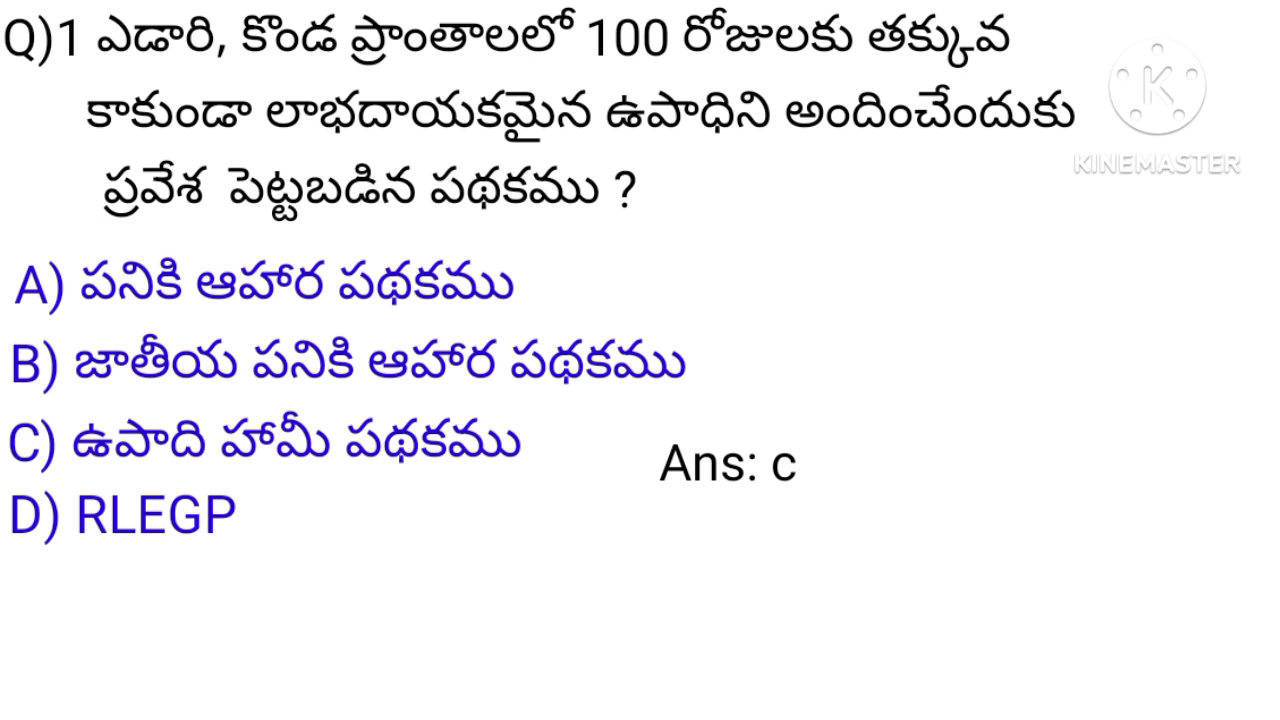 Q)1 ఎడారి, కొండ ప్రాంతాలలో 100 రోజులకు తక్కువ
కాకుండా లాభదాయకమైన ఉపాధిని అందించేందుకు
ప్రవేశ పెట్టబడిన పథకము ?
A) పనికి ఆహార పథకము
B) జాతీయ పనికి ఆహార పథకము
C) ఉపాది హామీ పథకము
Ans: c
D) RLEGP
K
KINEMASTER